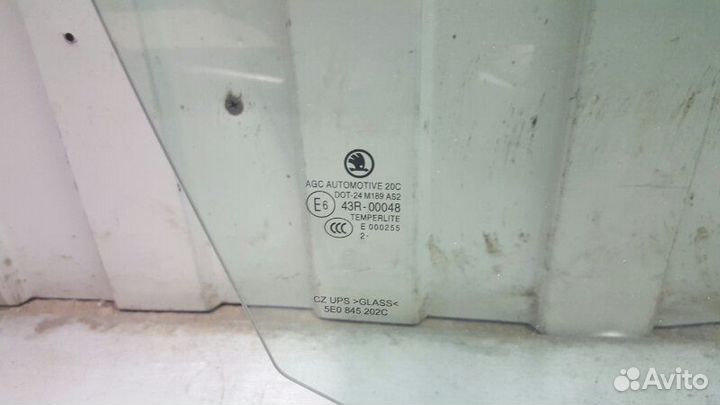 AGC AUTOMOTIVE 20C
DOT-24 M189 AS2
E6 43R-00048
TEMPERLITE
CCC E 000255
2·
CZ UPS >GLASS<
5E0 845 202C
Avito